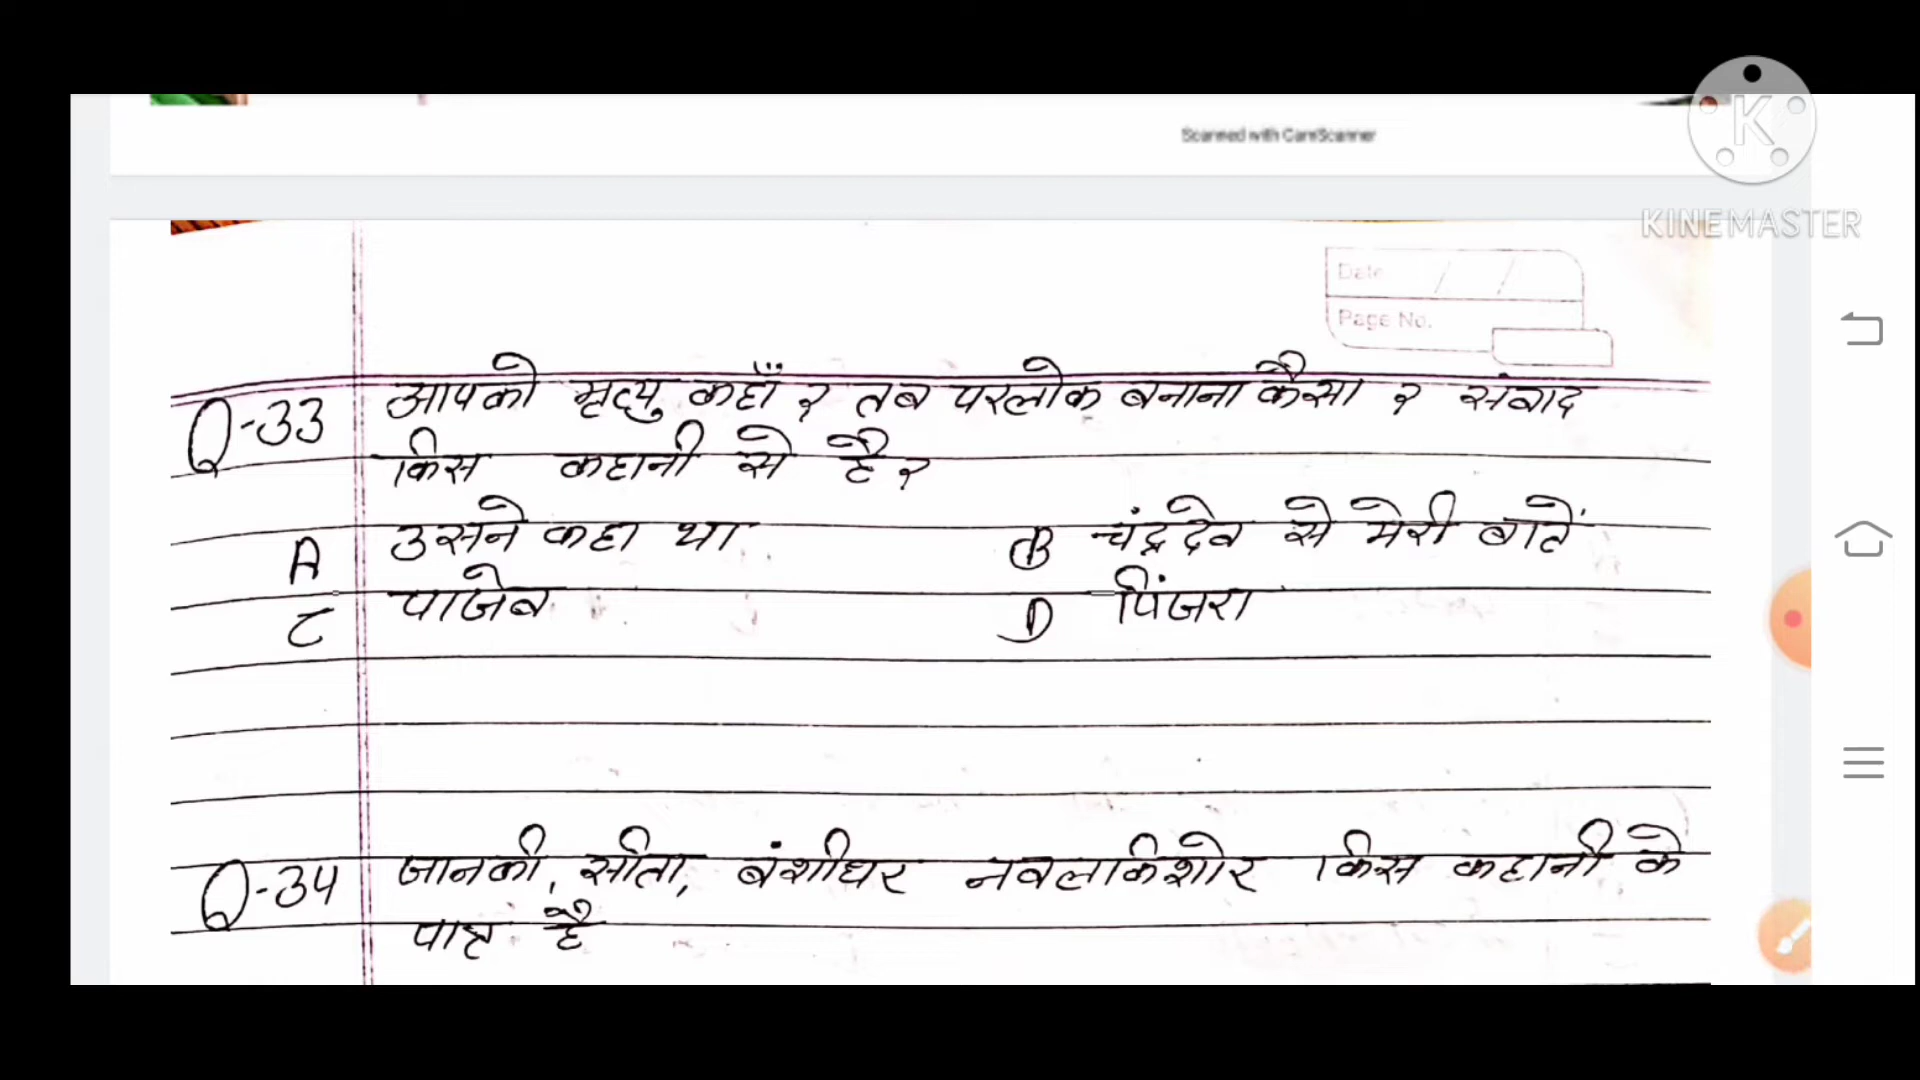 Scanned with CamScanner
KINEMASTER
Date / /
Page No.
Q-33 आपको मृत्यु कहाँ ? तब परलोक बनाना कैसा ? संवाद
किस कहानी से है ?
A उसने कहा था B चंद्रदेव से मेरी बातें
C पाजेब D पिंजरा
Q-34 जानकी, सीता, बंशीधर नवलकिशोर किस कहानी के
पात्र है